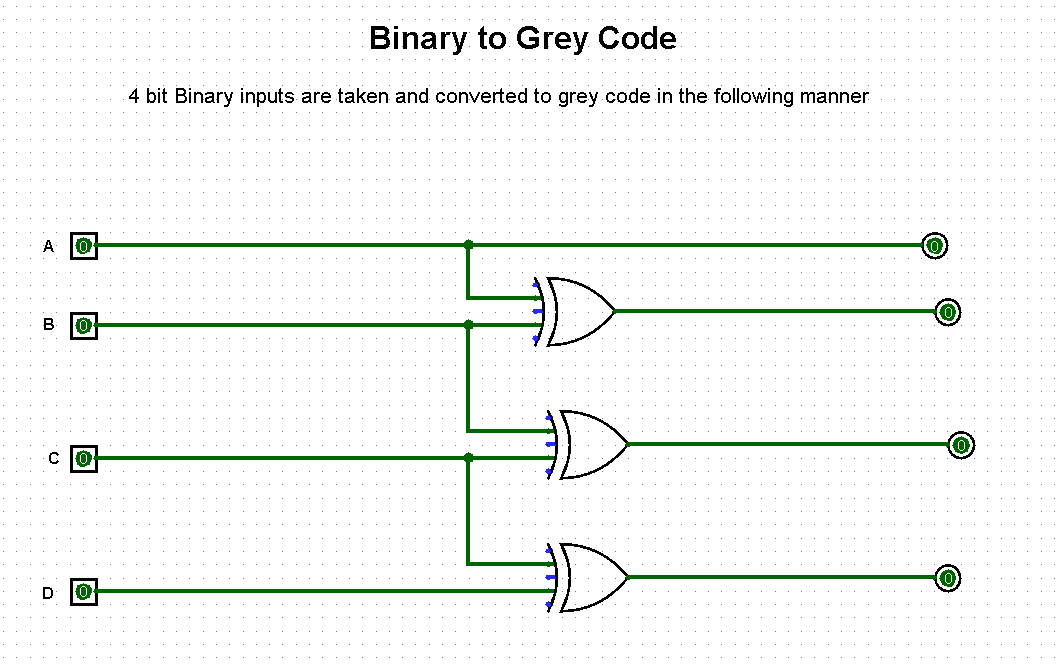 Binary to Grey Code
4 bit Binary inputs are taken and converted to grey code in the following manner
A 0 0
0
B 0
0
C 0
0
D 0